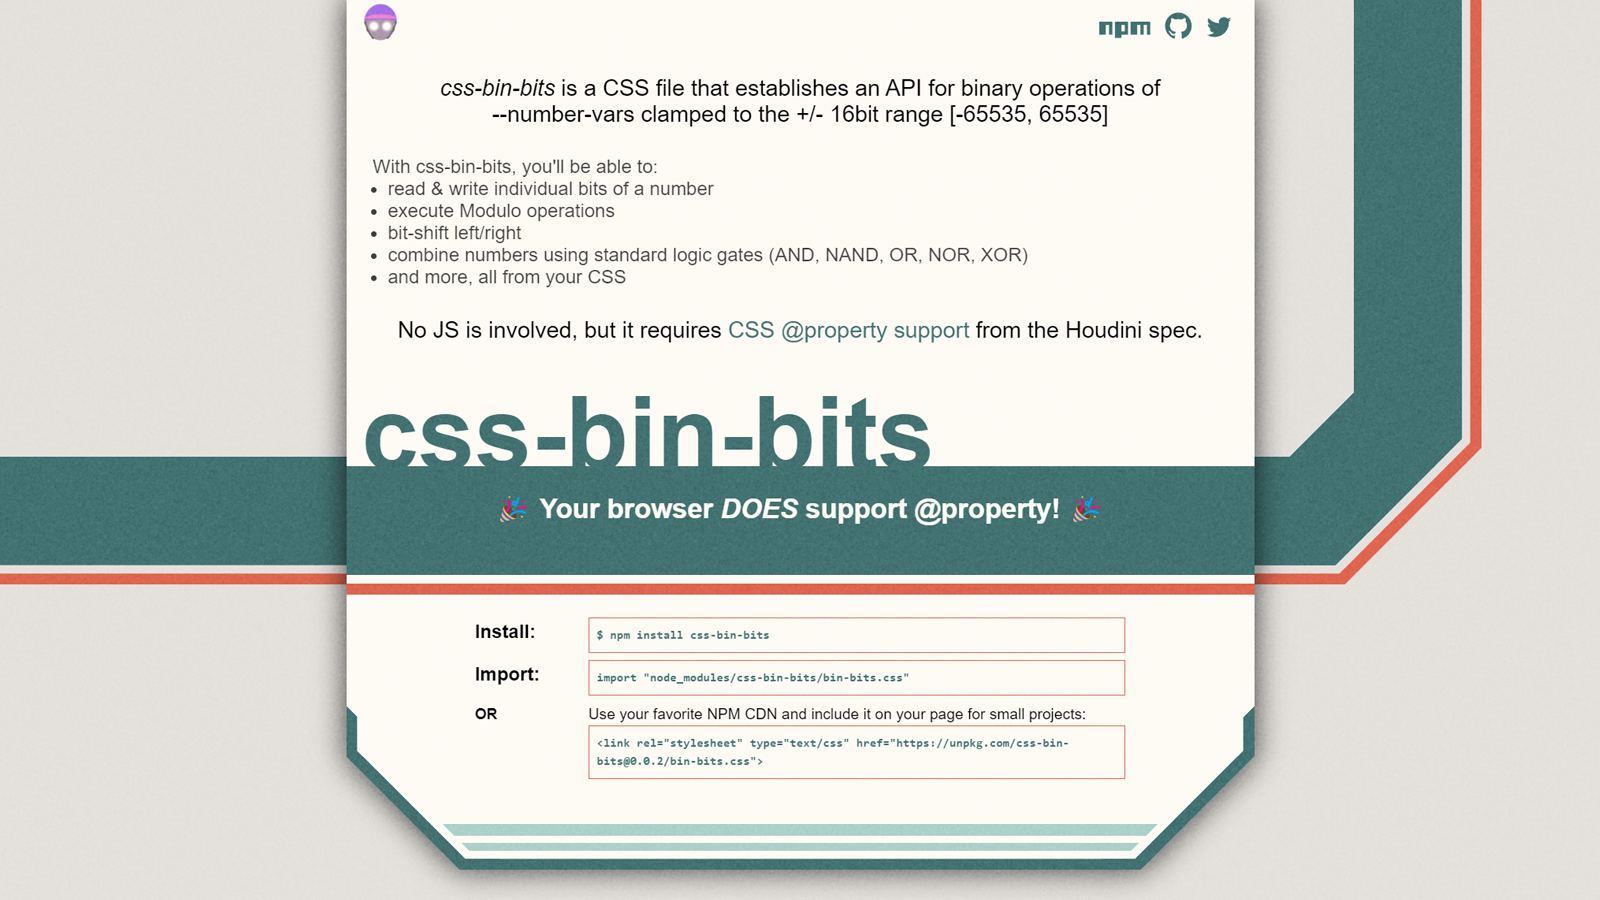 npm
css-bin-bits is a CSS file that establishes an API for binary operations of
--number-vars clamped to the +/- 16bit range [-65535, 65535]
With css-bin-bits, you'll be able to:
• read & write individual bits of a number
• execute Modulo operations
• bit-shift left/right
• combine numbers using standard logic gates (AND, NAND, OR, NOR, XOR)
• and more, all from your CSS
No JS is involved, but it requires CSS @property support from the Houdini spec.
css-bin-bits
🎉 Your browser DOES support @property! 🎉
Install:
$ npm install css-bin-bits
Import:
import "node_modules/css-bin-bits/bin-bits.css"
OR
Use your favorite NPM CDN and include it on your page for small projects:
<link rel="stylesheet" type="text/css" href="https://unpkg.com/css-bin-
bits@0.0.2/bin-bits.css">